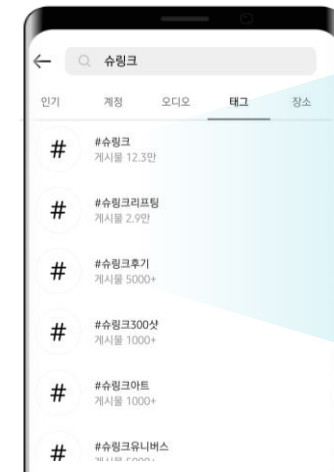 슈링크
인기 계정 오디오 태그 장소
#슈링크
게시물 12.3만
#슈링크리프팅
게시물 2.9만
#슈링크후기
게시물 5000+
#슈링크300샷
게시물 1000+
#슈링크아트
게시물 1000+
#슈링크유니버스